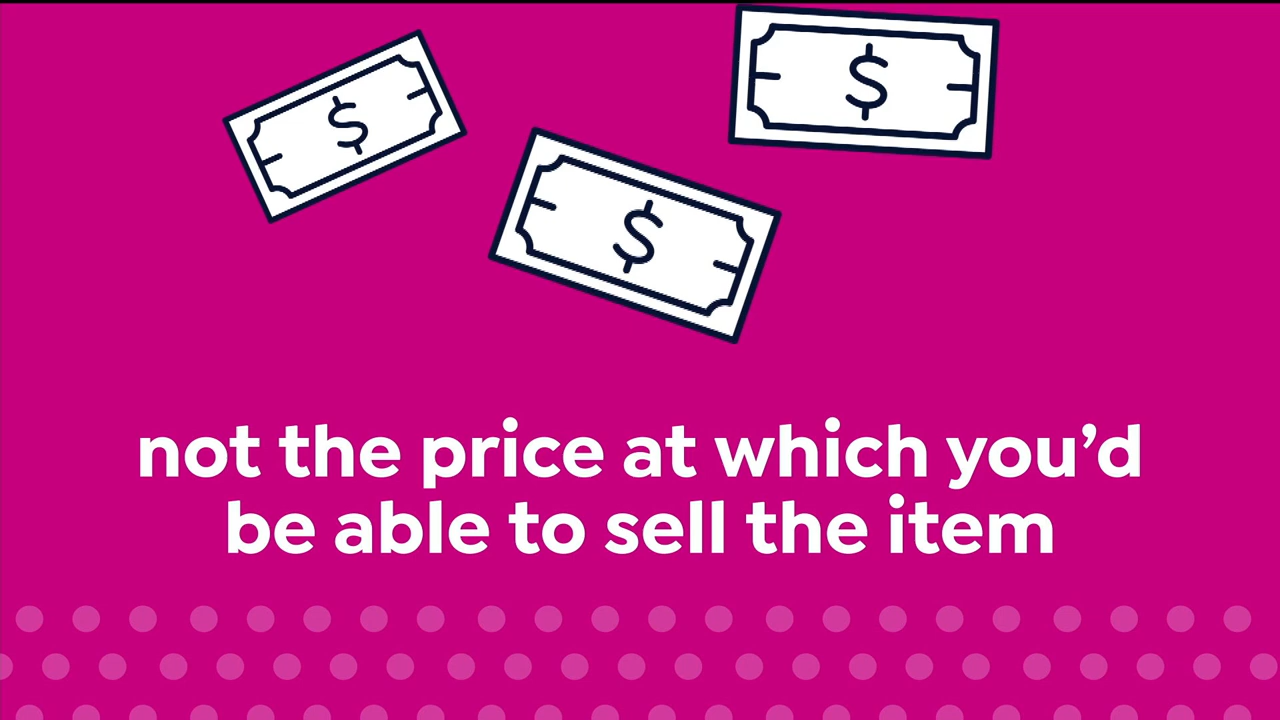 $
$
$
not the price at which you’d
be able to sell the item